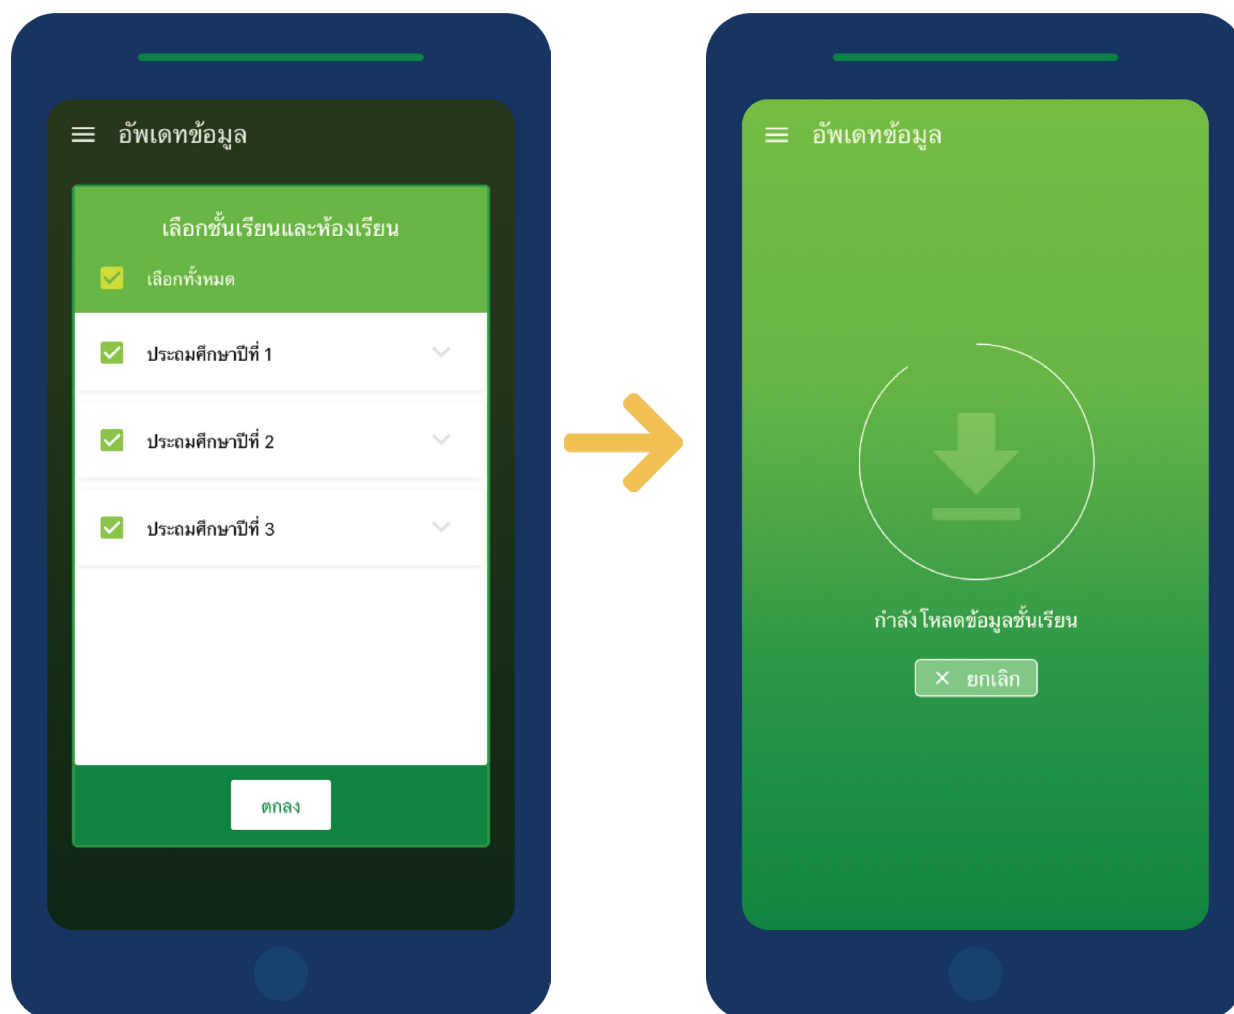 อัพเดทข้อมูล
เลือกชั้นเรียนและห้องเรียน
เลือกทั้งหมด
ประถมศึกษาปีที่ 1
ประถมศึกษาปีที่ 2
ประถมศึกษาปีที่ 3
ตกลง
อัพเดทข้อมูล
กำลังโหลดข้อมูลชั้นเรียน
× ยกเลิก